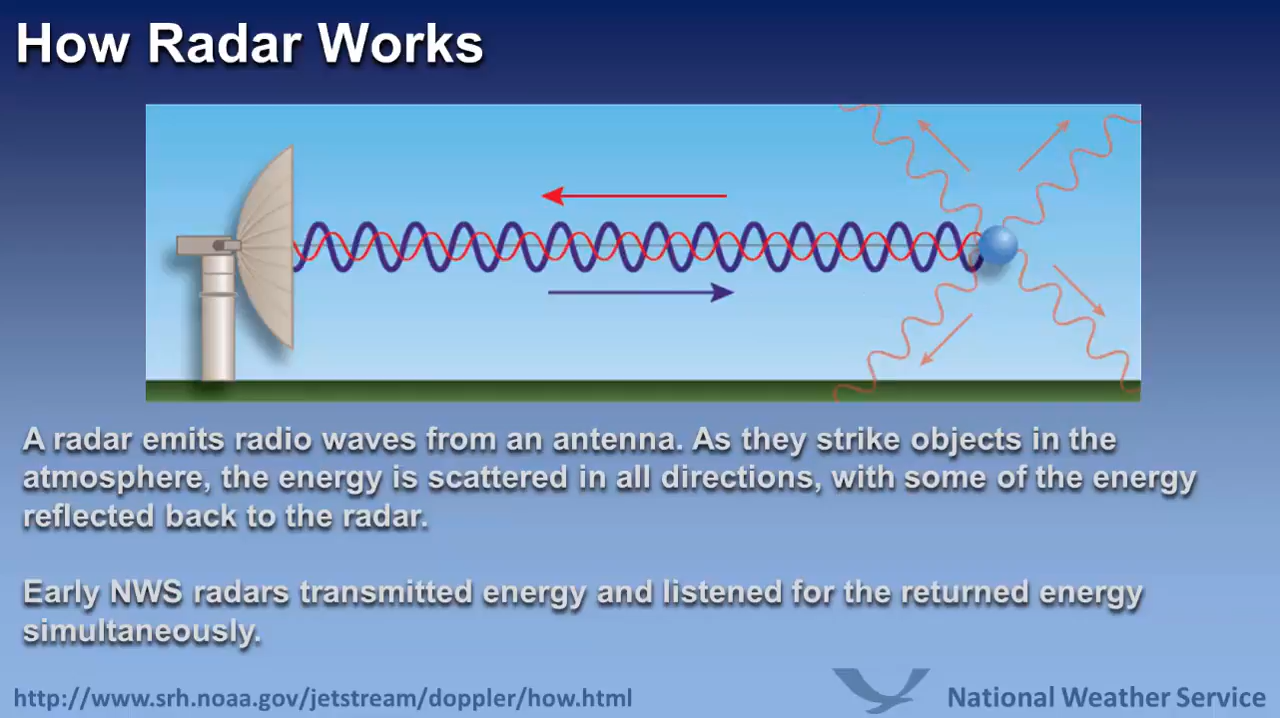 How Radar Works
A radar emits radio waves from an antenna. As they strike objects in the
atmosphere, the energy is scattered in all directions, with some of the energy
reflected back to the radar.
Early NWS radars transmitted energy and listened for the returned energy
simultaneously.
http://www.srh.noaa.gov/jetstream/doppler/how.html
National Weather Service